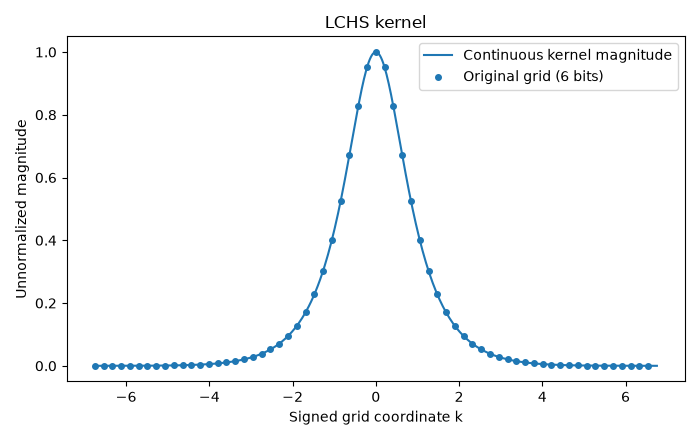 LCHS kernel
Continuous kernel magnitude
Original grid (6 bits)
1.0
0.8
0.6
0.4
0.2
0.0
Unnormalized magnitude
−6
−4
−2
0
2
4
6
Signed grid coordinate k